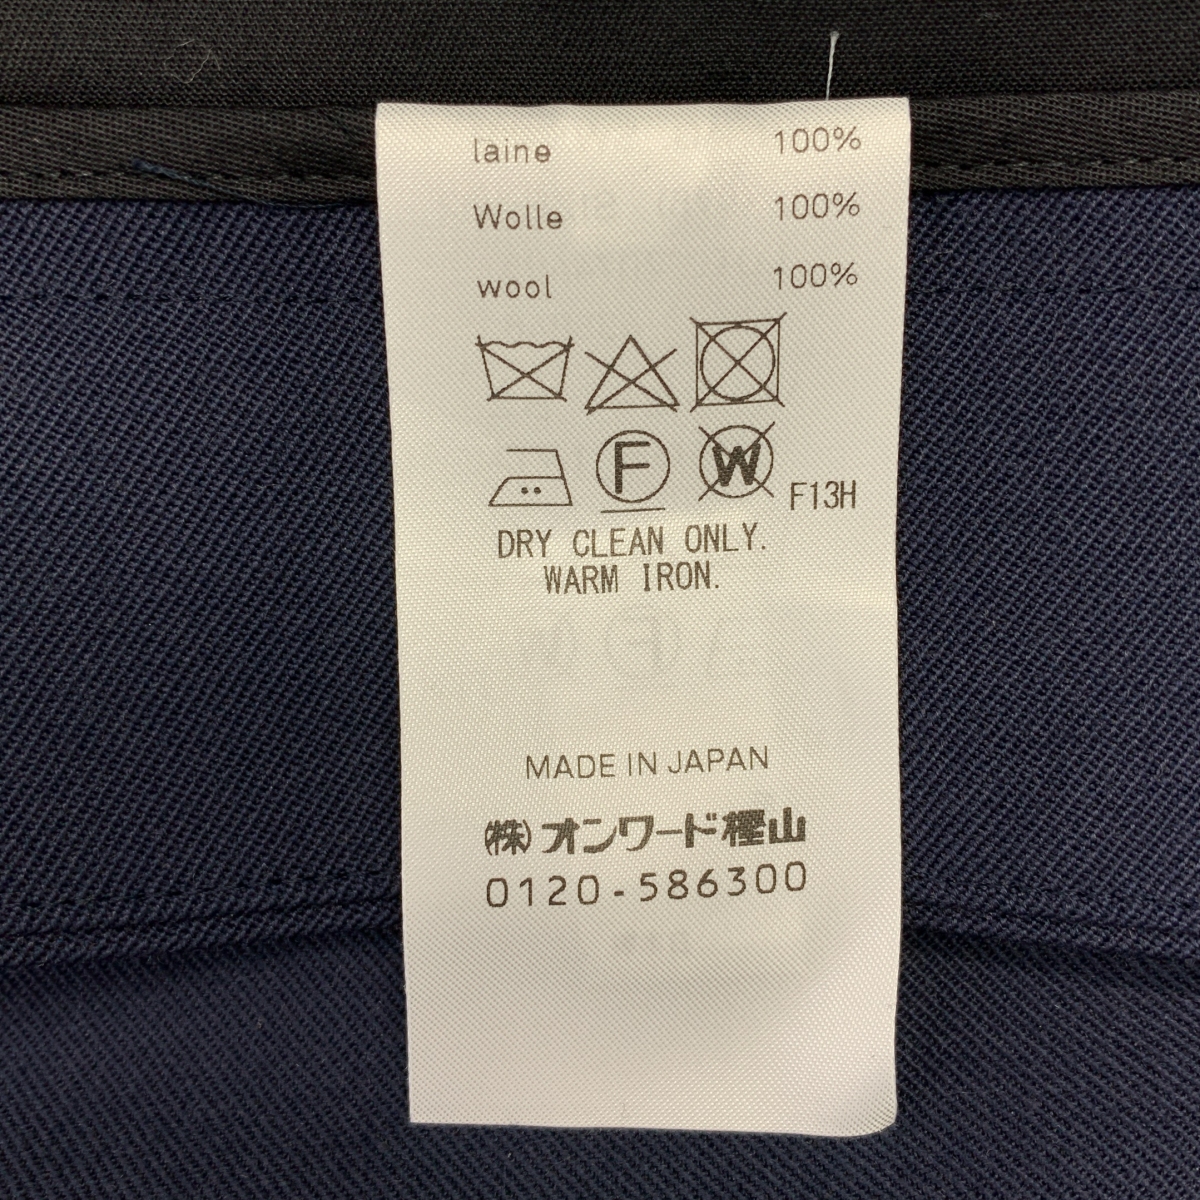 laine 100%
Wolle 100%
wool 100%
F W F13H
DRY CLEAN ONLY.
WARM IRON.
MADE IN JAPAN
(株)オンワード樫山
0120-586300